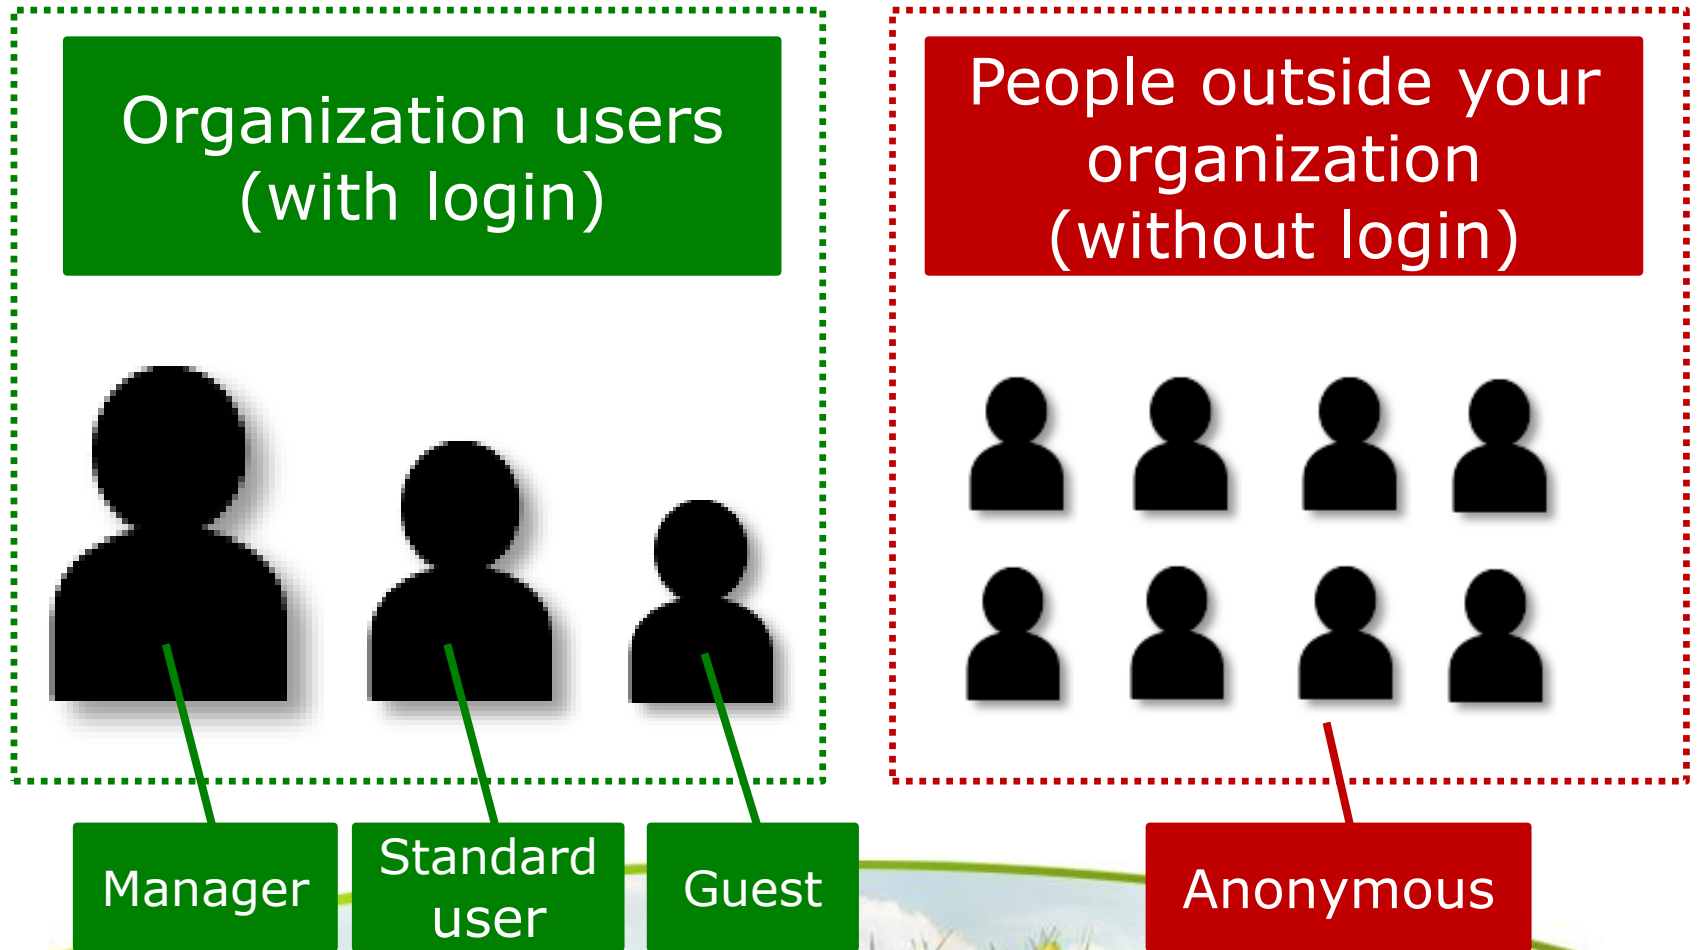 Organization users
(with login)
People outside your
organization
(without login)
Manager
Standard
user
Guest
Anonymous